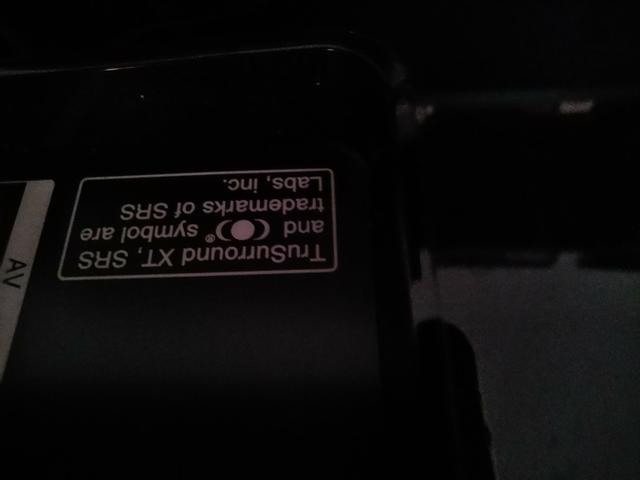 TruSurround XT, SRS
and ® symbol are
trademarks of SRS
Labs, inc.
AV